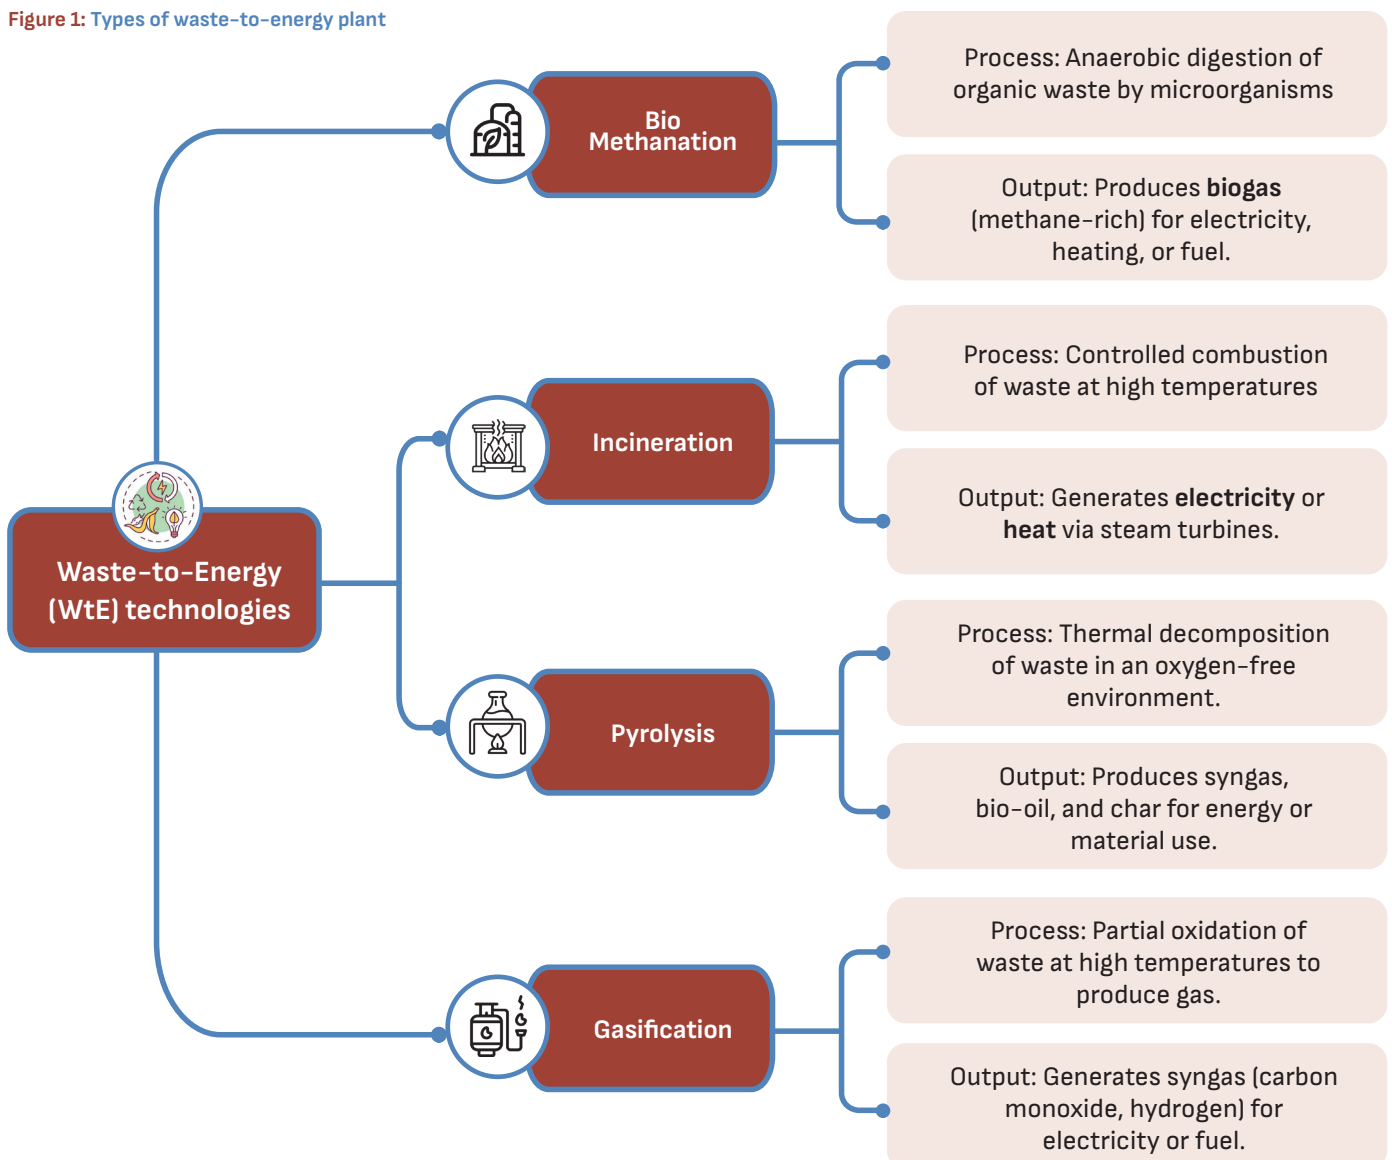 Figure 1: Types of waste-to-energy plant
Bio
Methanation
Process: Anaerobic digestion of
organic waste by microorganisms
Output: Produces biogas
(methane-rich) for electricity,
heating, or fuel.
Incineration
Process: Controlled combustion
of waste at high temperatures
Output: Generates electricity or
heat via steam turbines.
Waste-to-Energy
(WtE) technologies
Pyrolysis
Process: Thermal decomposition
of waste in an oxygen-free
environment.
Output: Produces syngas,
bio-oil, and char for energy or
material use.
Gasification
Process: Partial oxidation of
waste at high temperatures to
produce gas.
Output: Generates syngas (carbon
monoxide, hydrogen) for
electricity or fuel.